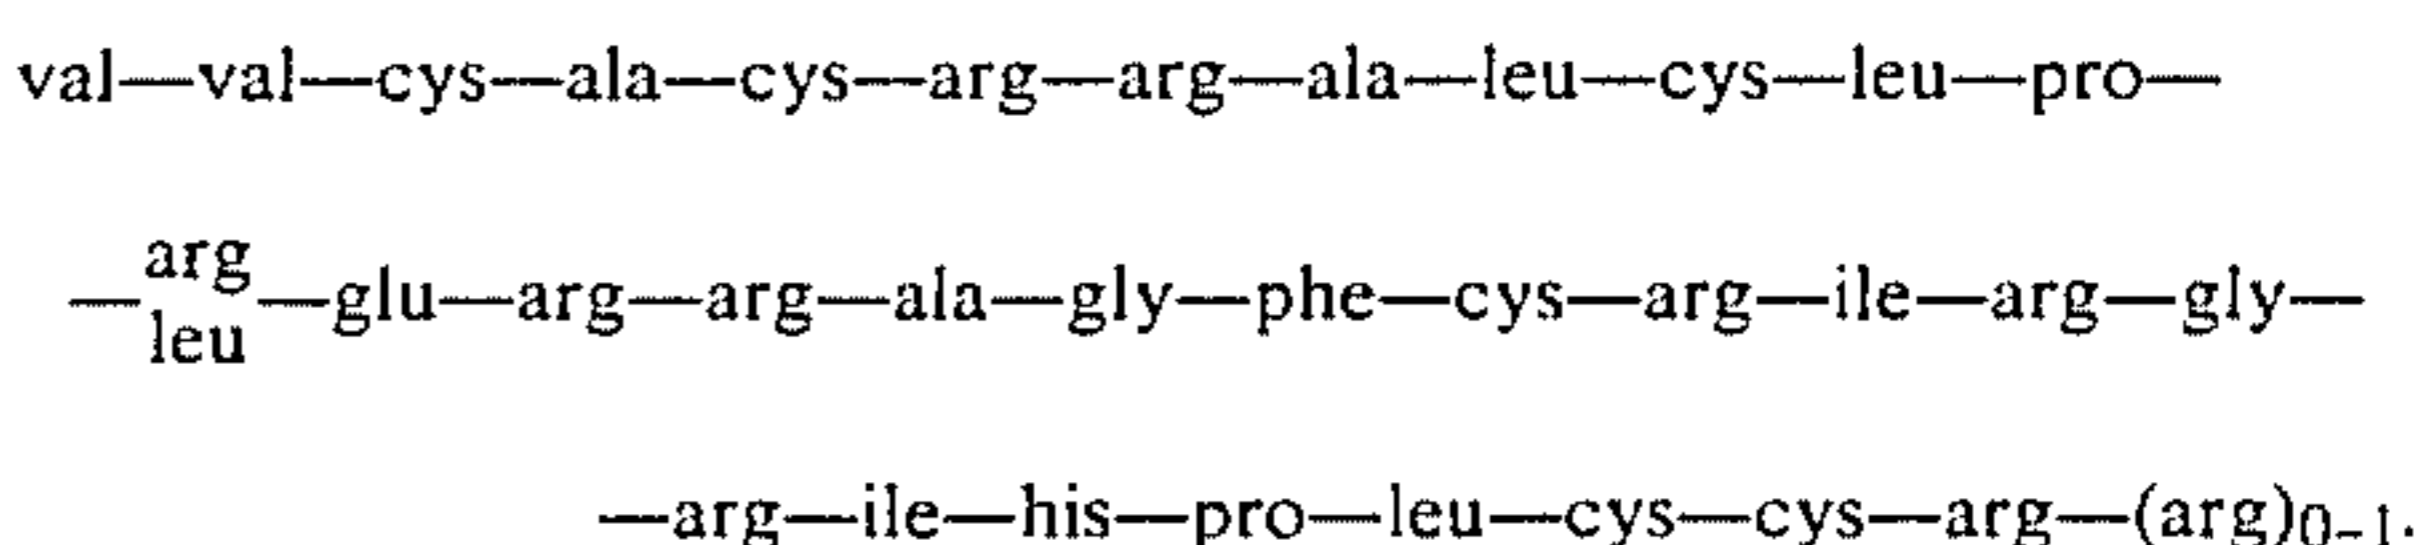 val—val—cys—ala—cys—arg—arg—ala—leu—cys—leu—pro—
arg
—   —glu—arg—arg—ala—gly—phe—cys—arg—ile—arg—gly—
leu
—arg—ile—his—pro—leu—cys—cys—arg—(arg)0–1.